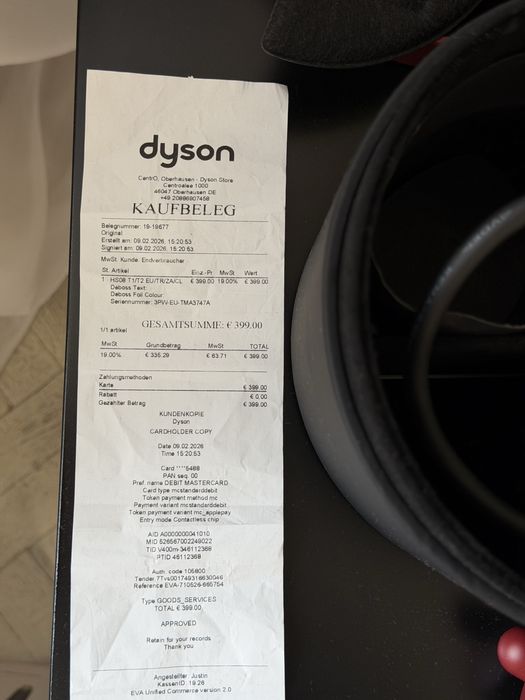 dyson
CentrO, Oberhausen - Dyson Store
Centroallee 1000
46047 Oberhausen DE
+49 20896807458
KAUFBELEG
Belegnummer: 19-19677
Original
Erstellt am: 09.02.2026, 15:20:53
Signiert am: 09.02.2026, 15:20:53
MwSt. Kunde: Endverbraucher
St. Artikel Einz.-Pr. MwSt Wert
1 HS08 T1/T2 EU/TR/ZA/CL € 399.00 19.00% € 399.00
Deboss Text:
Deboss Foil Colour:
Seriennummer: 3PW-EU-TMA3747A
GESAMTSUMME: € 399.00
1/1 artikel
MwSt Grundbetrag MwSt TOTAL
19.00% € 335.29 € 63.71 € 399.00
Zahlungsmethoden
Karte € 399.00
Rabatt € 0.00
Gezahlter Betrag € 399.00
KUNDENKOPIE
Dyson
CARDHOLDER COPY
Date 09.02.2026
Time 15:20:53
Card ****5488
PAN seq. 00
Pref. name DEBIT MASTERCARD
Card type mcstandarddebit
Token payment method mc
Payment variant mcstandarddebit
Token payment variant mc_applepay
Entry mode Contactless chip
AID A0000000041010
MID 526567002249022
TID V400m-346112368
PTID 46112368
Auth. code 105800
Tender 7Tvs001749316630046
Reference EVA-710526-665754
Type GOODS_SERVICES
TOTAL € 399.00
APPROVED
Retain for your records
Thank you
Angestellter: Justin
KassenID: 19.26
EVA Unified Commerce version 2.0